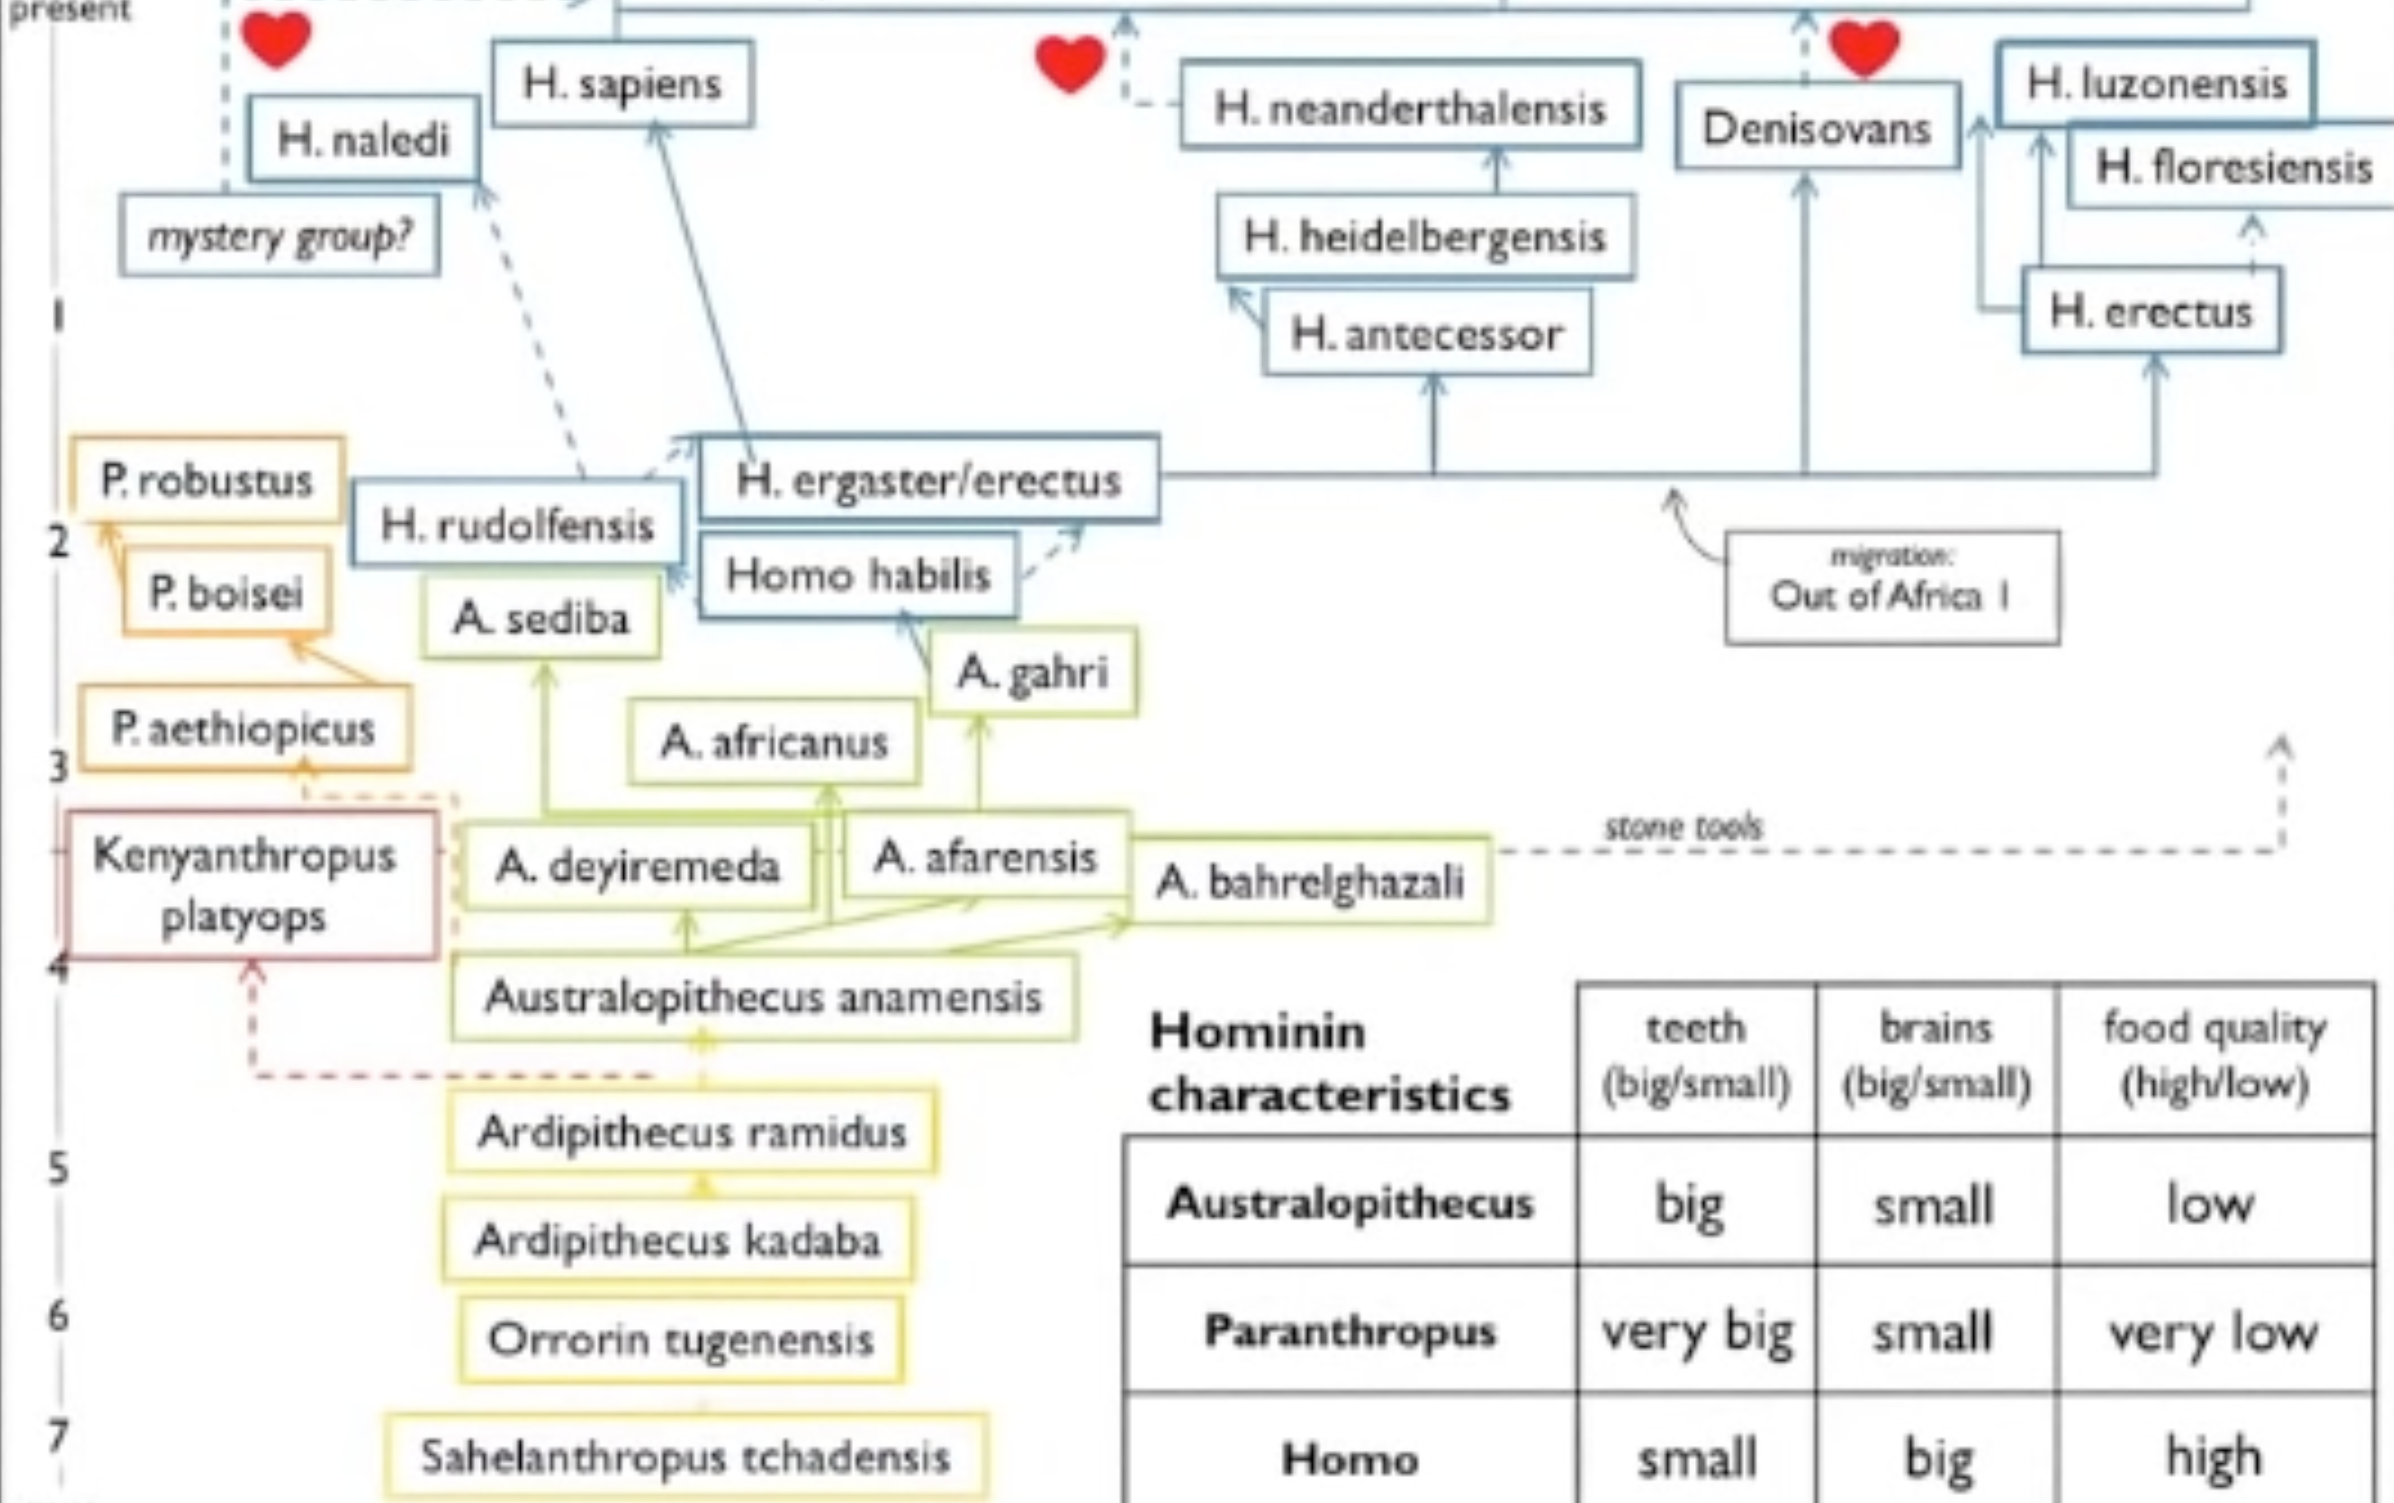 present
H. sapiens
H. naledi
mystery group?
H. neanderthalensis
Denisovans
H. luzonensis
H. floresiensis
H. heidelbergensis
H. erectus
H. antecessor
1
P. robustus
H. rudolfensis
H. ergaster/erectus
2
P. boisei
A. sediba
Homo habilis
migration:
Out of Africa 1
A. gahri
P. aethiopicus
A. africanus
3
Kenyanthropus
platyops
A. deyiremeda
A. afarensis
A. bahrelghazali
stone tools
4
Australopithecus anamensis
Ardipithecus ramidus
5
Ardipithecus kadaba
6
Orrorin tugenensis
7
Sahelanthropus tchadensis
Hominin
characteristics
teeth
(big/small)
brains
(big/small)
food quality
(high/low)
Australopithecus big small low
Paranthropus very big small very low
Homo small big high